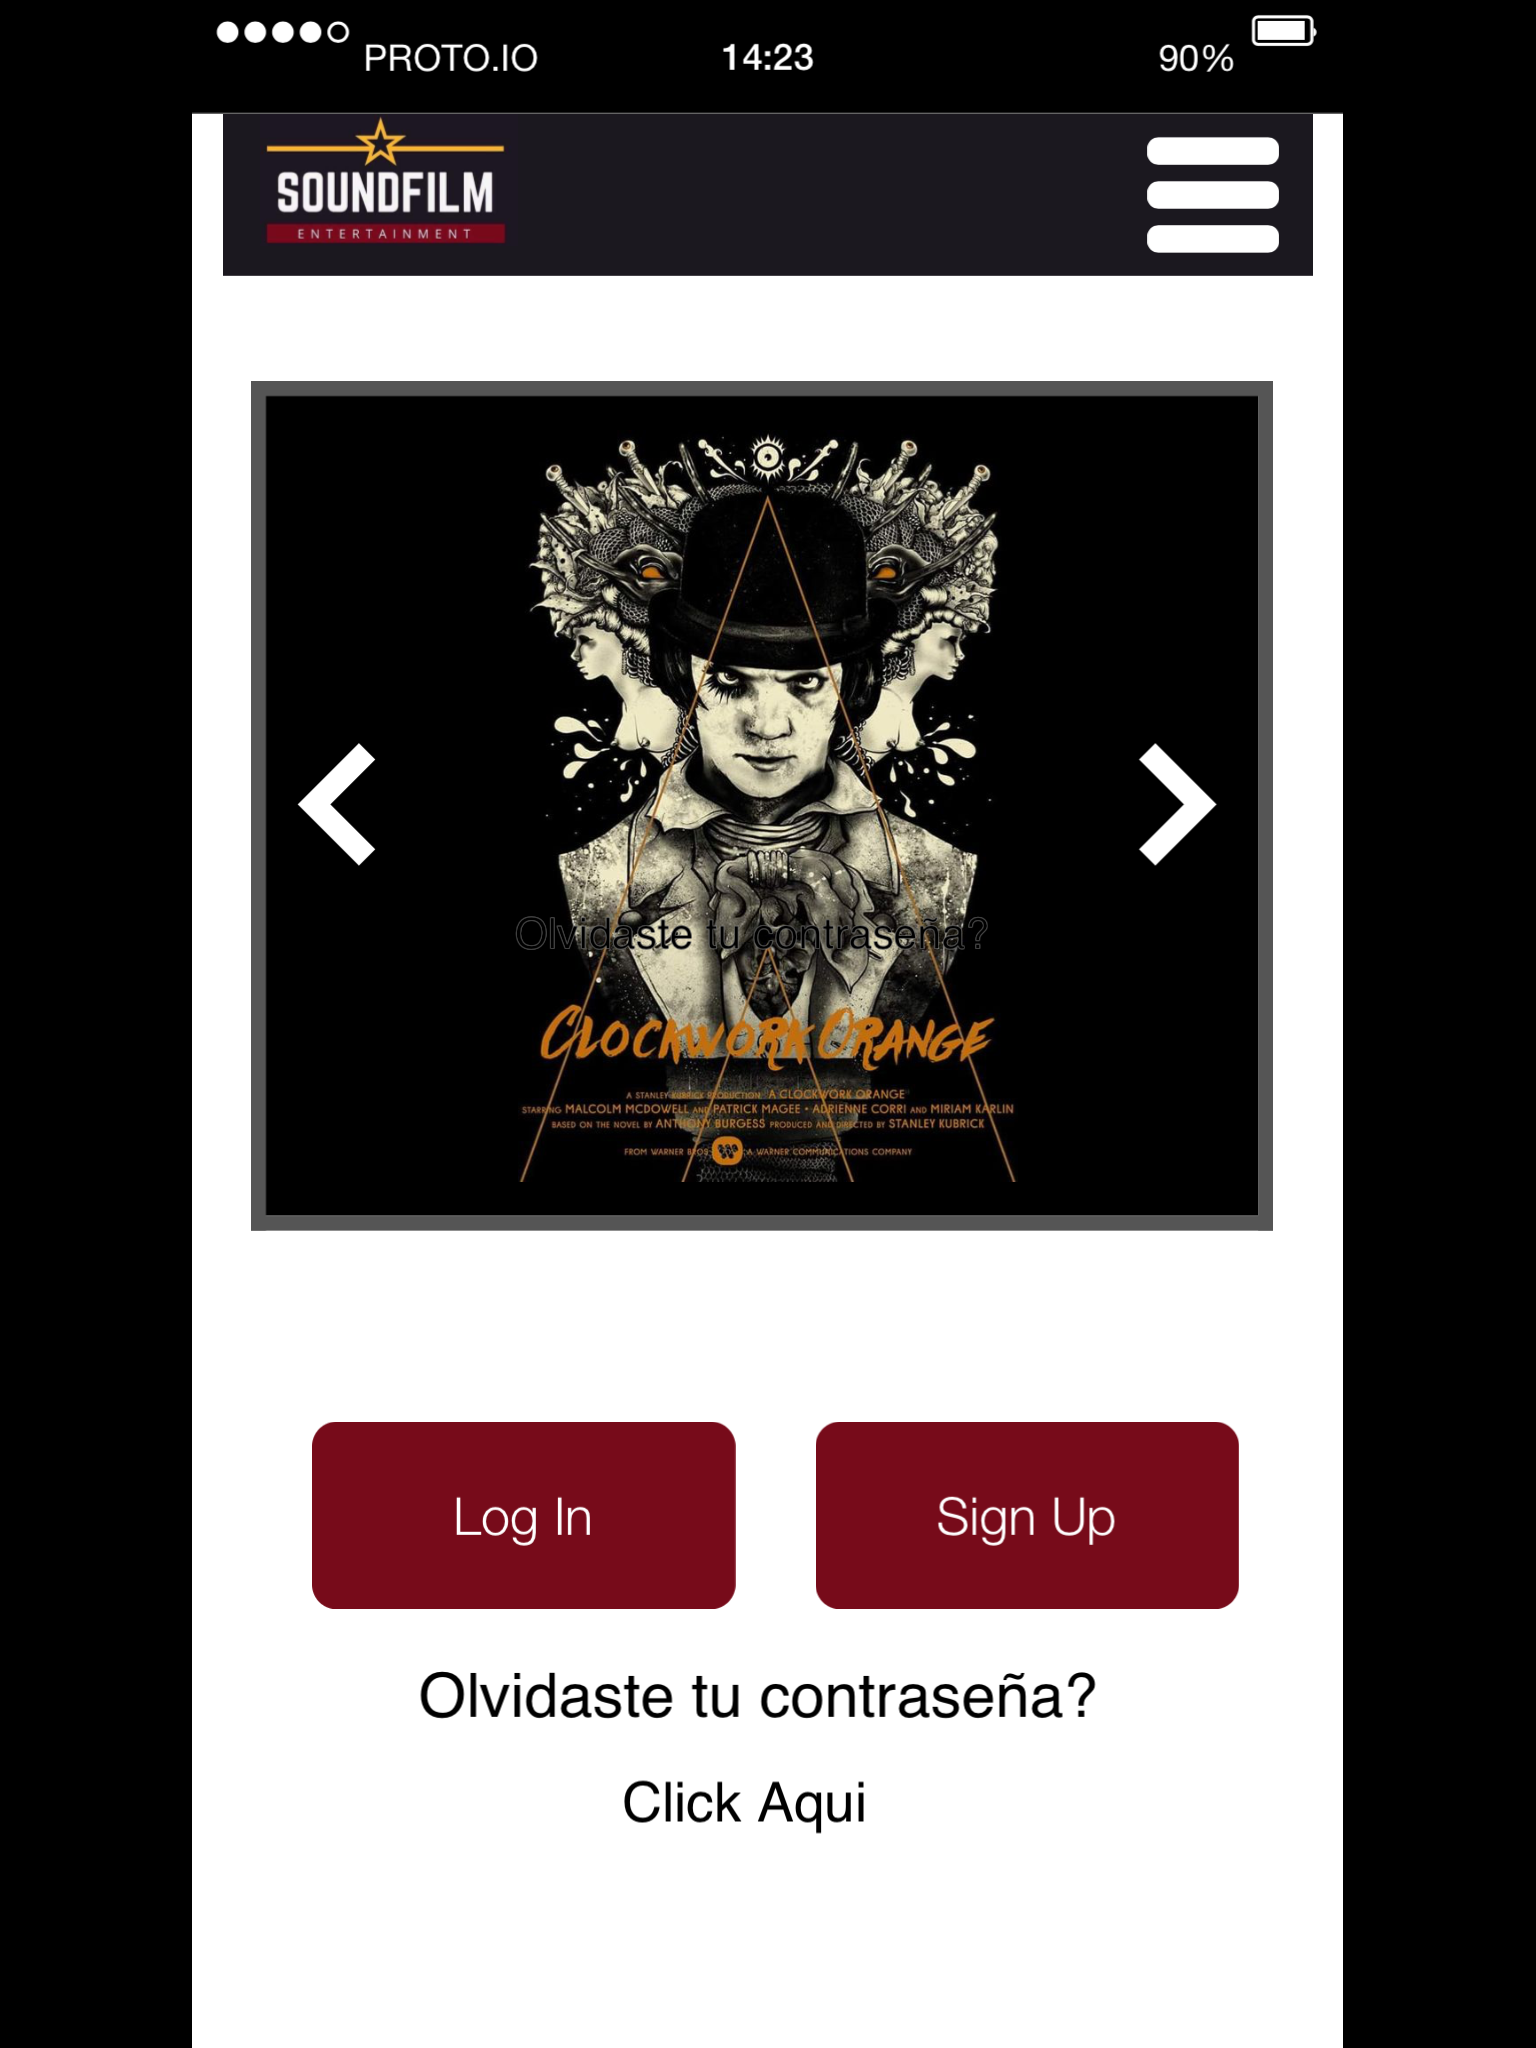 PROTO.IO 14:23 90%
SOUNDFILM
ENTERTAINMENT
Olvidaste tu contraseña?
CLOCKWORK ORANGE
A STANLEY KUBRICK PRODUCTION "A CLOCKWORK ORANGE"
STARRING MALCOLM MCDOWELL AND PATRICK MAGEE • ADRIENNE CORRI AND MIRIAM KARLIN
BASED ON THE NOVEL BY ANTHONY BURGESS PRODUCED AND DIRECTED BY STANLEY KUBRICK
FROM WARNER BROS A WARNER COMMUNICATIONS COMPANY
Log In Sign Up
Olvidaste tu contraseña?
Click Aqui